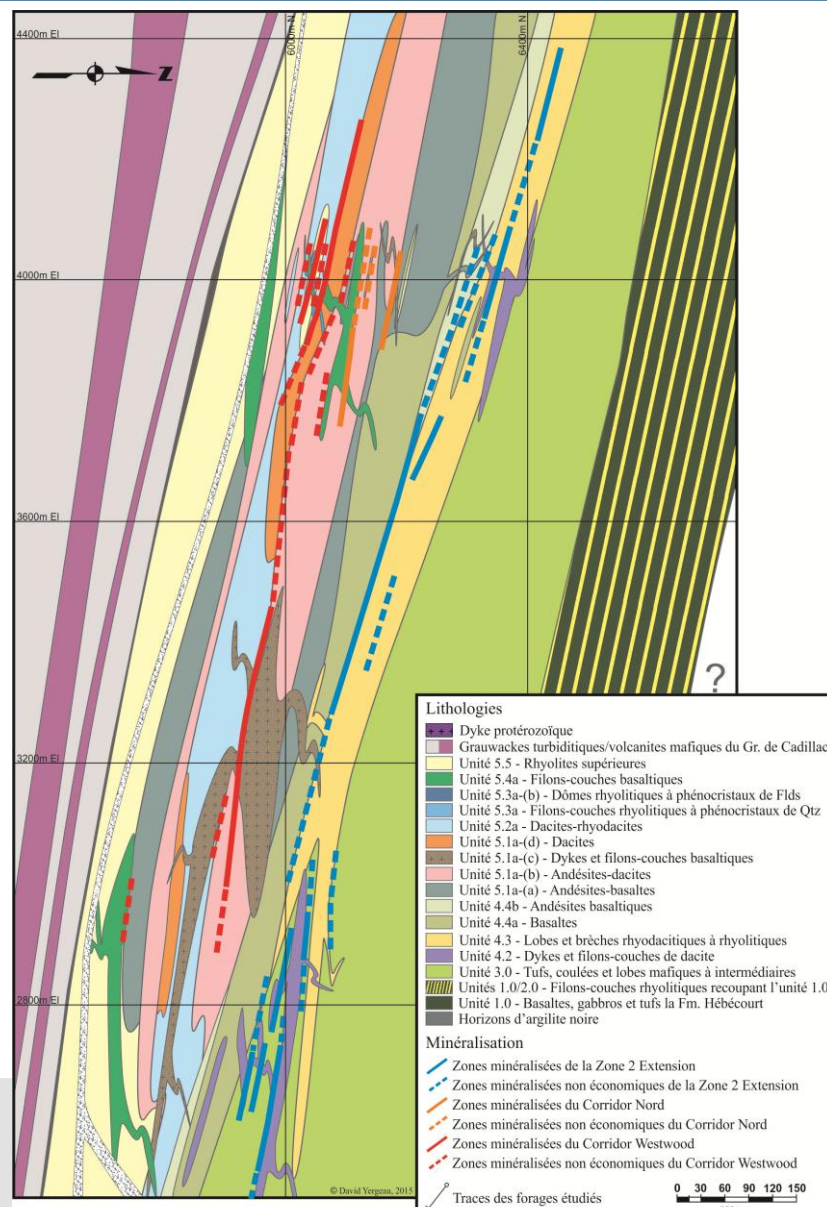 4400m El
6000m N
6400m N
Z
4000m El
3600m El
3200m El
2800m El
?
Lithologies
Dyke protérozoïque
Grauwackes turbiditiques/volcanites mafiques du Gr. de Cadillac
Unité 5.5 - Rhyolites supérieures
Unité 5.4a - Filons-couches basaltiques
Unité 5.3a-(b) - Dômes rhyolitiques à phénocristaux de Flds
Unité 5.3a - Filons-couches rhyolitiques à phénocristaux de Qtz
Unité 5.2a - Dacites-rhyodacites
Unité 5.1a-(d) - Dacites
Unité 5.1a-(c) - Dykes et filons-couches basaltiques
Unité 5.1a-(b) - Andésites-dacites
Unité 5.1a-(a) - Andésites-basaltes
Unité 4.4b - Andésites basaltiques
Unité 4.4a - Basaltes
Unité 4.3 - Lobes et brèches rhyodacitiques à rhyolitiques
Unité 4.2 - Dykes et filons-couches de dacite
Unité 3.0 - Tufs, coulées et lobes mafiques à intermédiaires
Unités 1.0/2.0 - Filons-couches rhyolitiques recoupant l'unité 1.0
Unité 1.0 - Basaltes, gabbros et tufs la Fm. Hébécourt
Horizons d'argilite noire
Minéralisation
Zones minéralisées de la Zone 2 Extension
Zones minéralisées non économiques de la Zone 2 Extension
Zones minéralisées du Corridor Nord
Zones minéralisées non économiques du Corridor Nord
Zones minéralisées du Corridor Westwood
Zones minéralisées non économiques du Corridor Westwood
Traces des forages étudiés
0 30 60 90 120 150
© David Yergeau, 2015